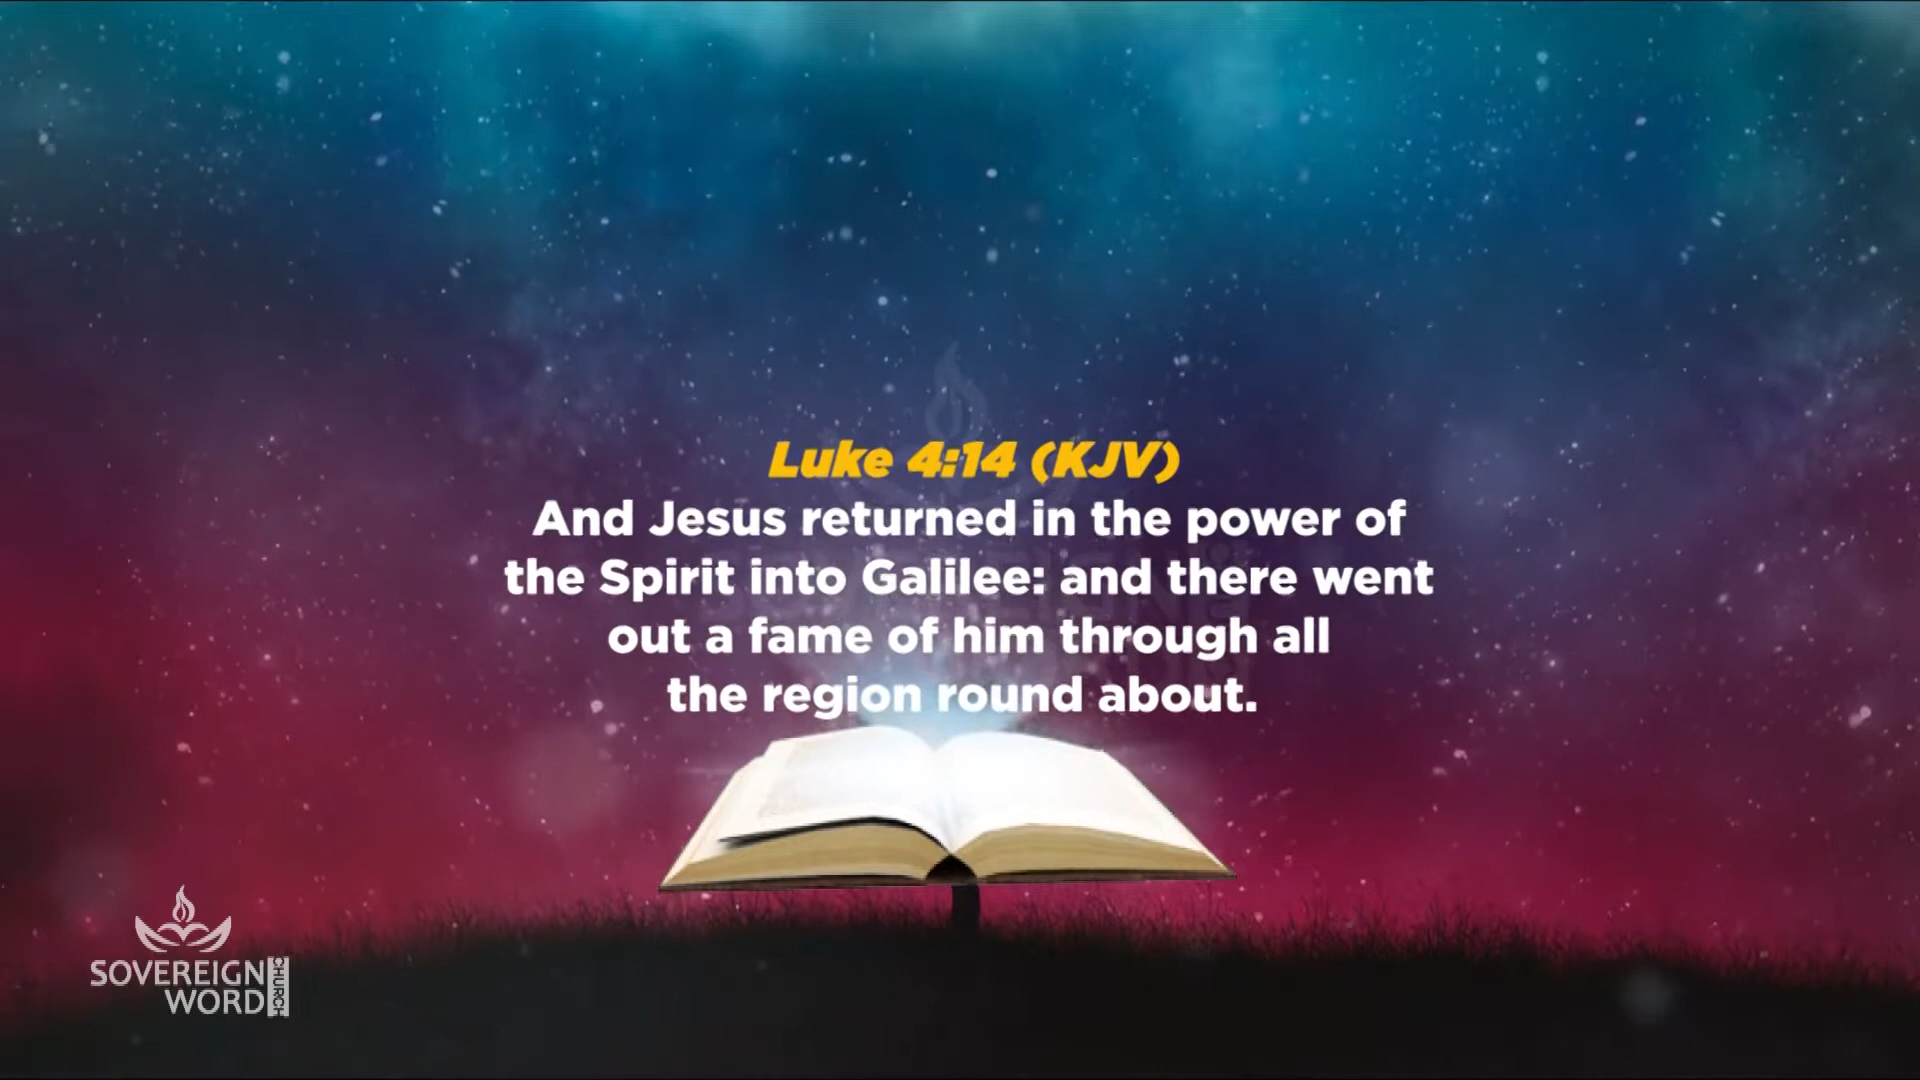 Luke 4:14 (KJV)
And Jesus returned in the power of
the Spirit into Galilee: and there went
out a fame of him through all
the region round about.
SOVEREIGN
WORD
CHURCH